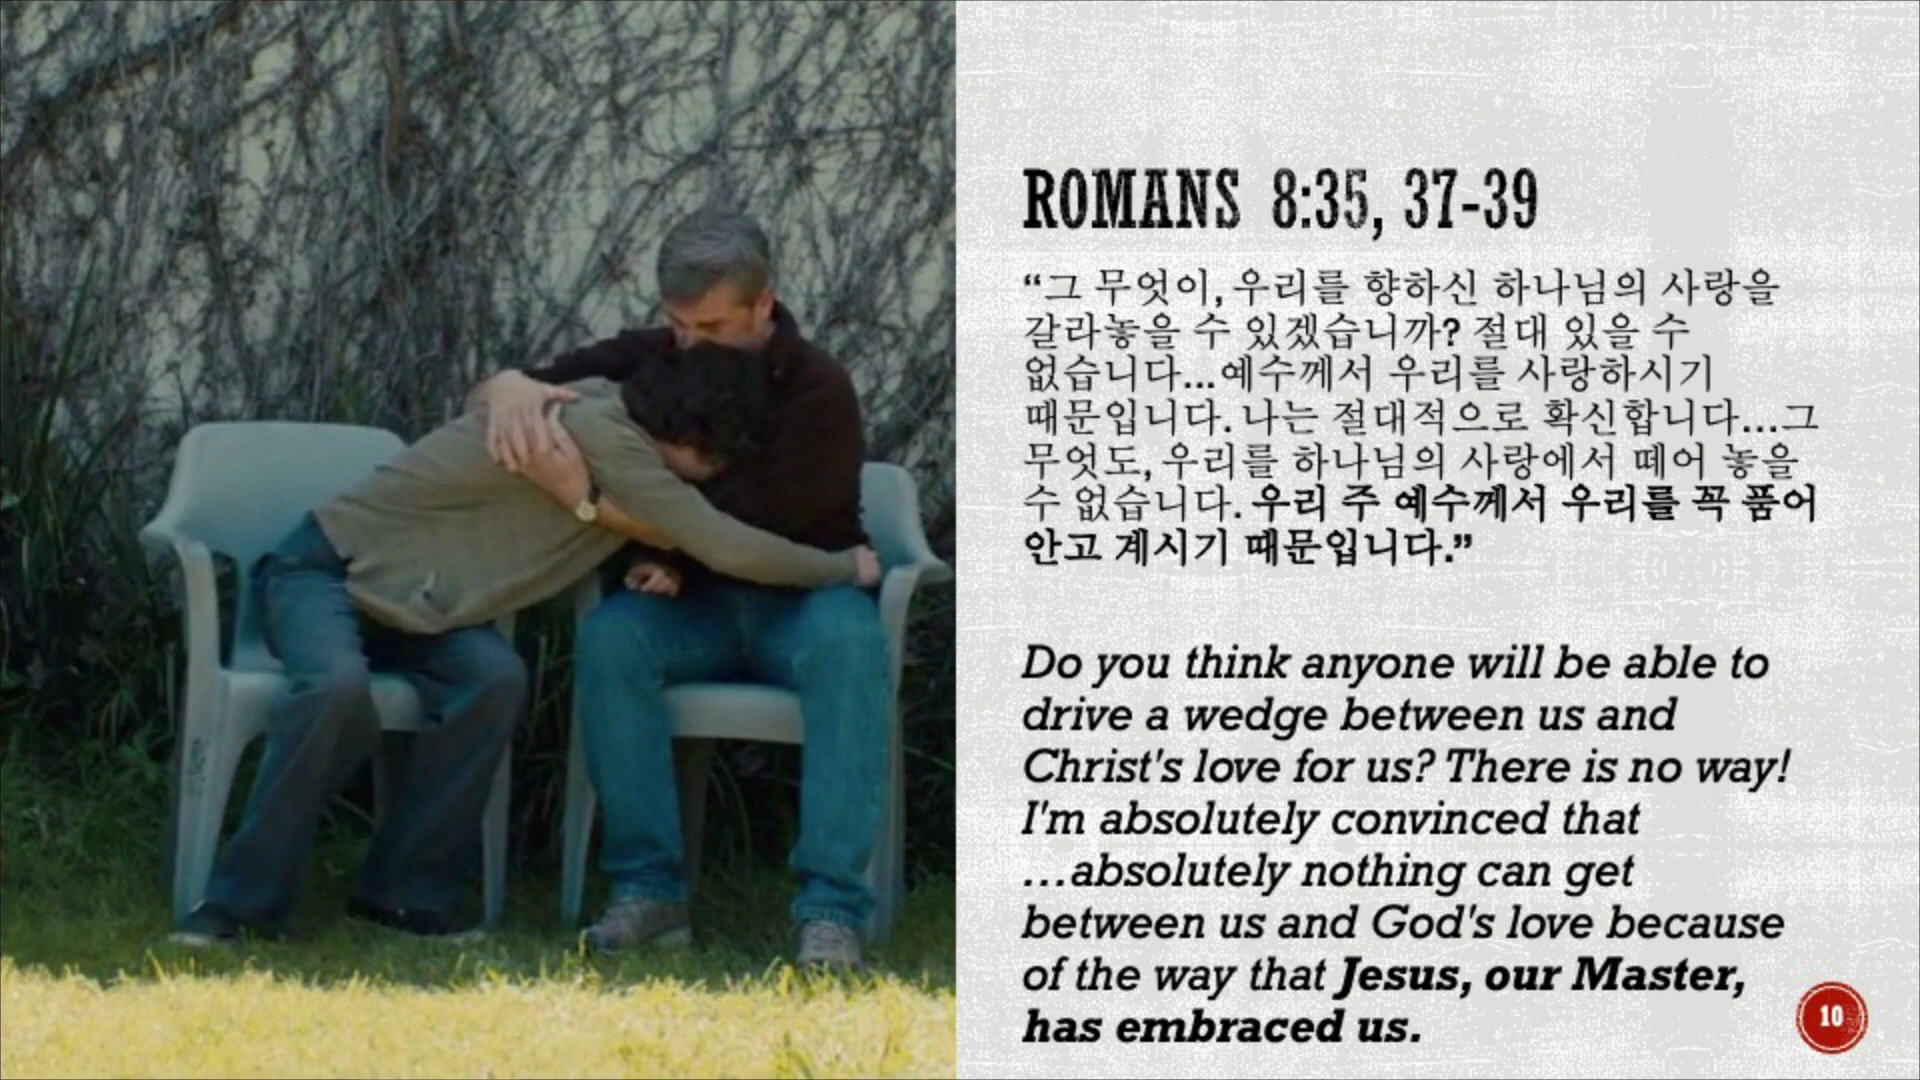 ROMANS 8:35, 37-39
“그 무엇이, 우리를 향하신 하나님의 사랑을
갈라놓을 수 있겠습니까? 절대 있을 수
없습니다...예수께서 우리를 사랑하시기
때문입니다. 나는 절대적으로 확신합니다...그
무엇도, 우리를 하나님의 사랑에서 떼어 놓을
수 없습니다. 우리 주 예수께서 우리를 꼭 품어
안고 계시기 때문입니다.”
Do you think anyone will be able to
drive a wedge between us and
Christ's love for us? There is no way!
I'm absolutely convinced that
…absolutely nothing can get
between us and God's love because
of the way that Jesus, our Master,
has embraced us.
10